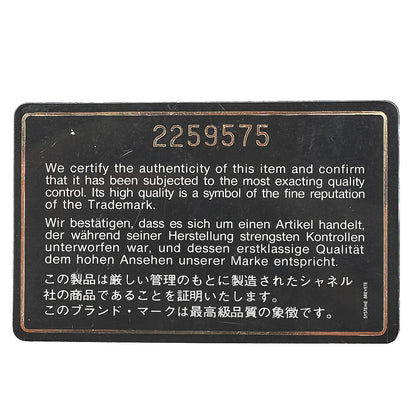 2259575
We certify the authenticity of this item and confirm
that it has been subjected to the most exacting quality
control. Its high quality is a symbol of the fine reputation
of the Trademark.
Wir bestätigen, dass es sich um einen Artikel handelt,
der während seiner Herstellung strengsten Kontrollen
unterworfen war, und dessen erstklassige Qualität
dem hohen Ansehen unserer Marke entspricht.
この製品は厳しい管理のもとに製造されたシャネル
社の商品であることを証明いたします。
このブランド・マークは最高級品質の象徴です。
SYSTEME BREVETE